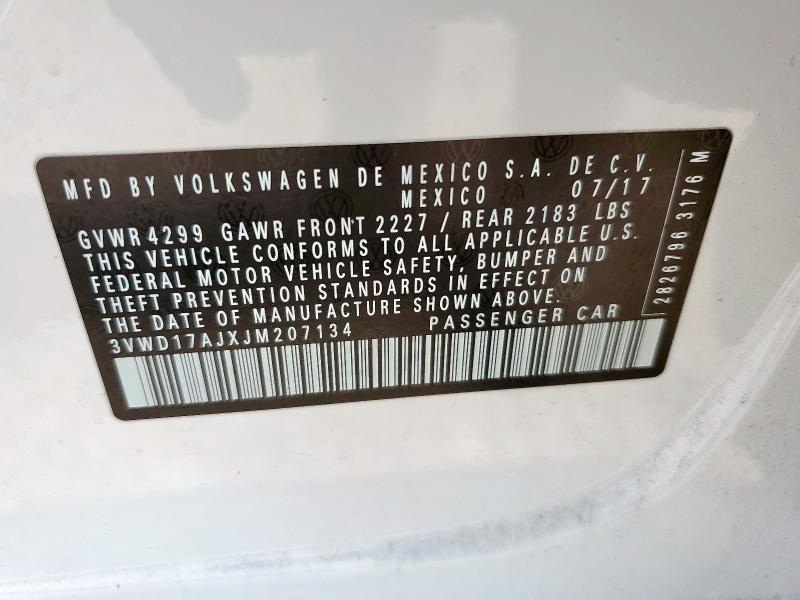 MFD BY VOLKSWAGEN DE MEXICO S.A. DE C.V.
MEXICO 07/17
GVWR 4299 GAWR FRONT 2227 / REAR 2183 LBS
THIS VEHICLE CONFORMS TO ALL APPLICABLE U.S.
FEDERAL MOTOR VEHICLE SAFETY, BUMPER AND
THEFT PREVENTION STANDARDS IN EFFECT ON
THE DATE OF MANUFACTURE SHOWN ABOVE.
3VWD17AJXJM207134 PASSENGER CAR
2826796 3176 M